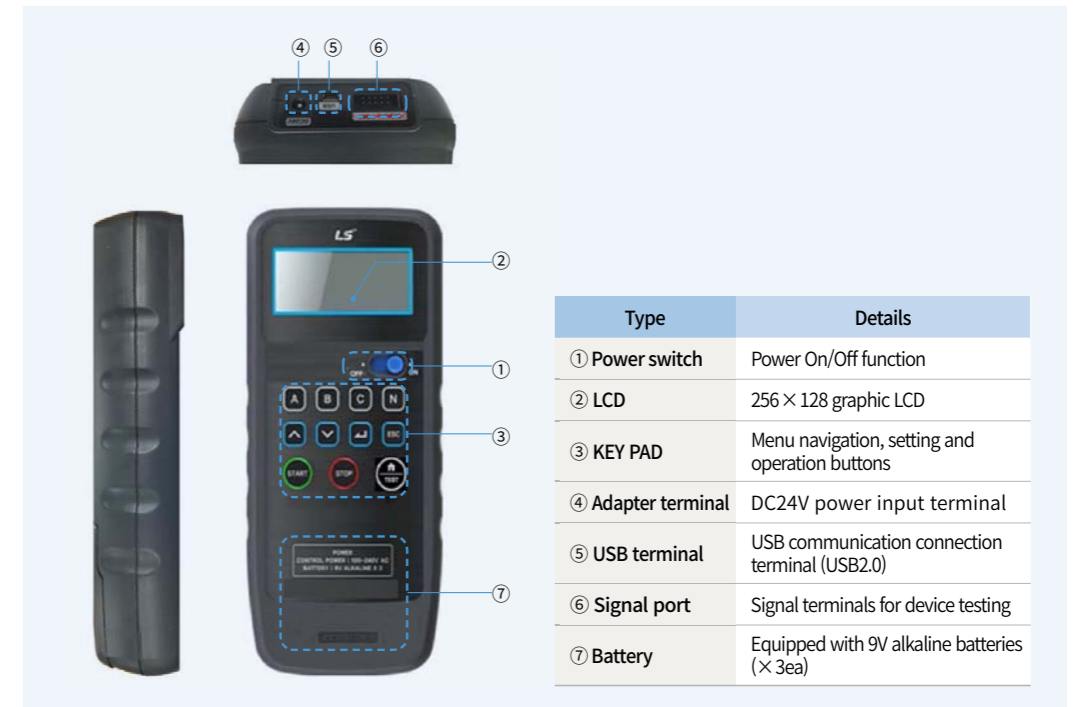 ④ ⑤ ⑥
USB
DC24V
LS
②
OFF ON
①
A B C N
ESC
③
START STOP TEST
POWER
CONTROL POWER | 100~240V AC
BATTERY | 9V ALKALINE X 3
⑦
Type Details
① Power switch Power On/Off function
② LCD 256 × 128 graphic LCD
③ KEY PAD Menu navigation, setting and
operation buttons
④ Adapter terminal DC24V power input terminal
⑤ USB terminal USB communication connection
terminal (USB2.0)
⑥ Signal port Signal terminals for device testing
⑦ Battery Equipped with 9V alkaline batteries
(× 3ea)